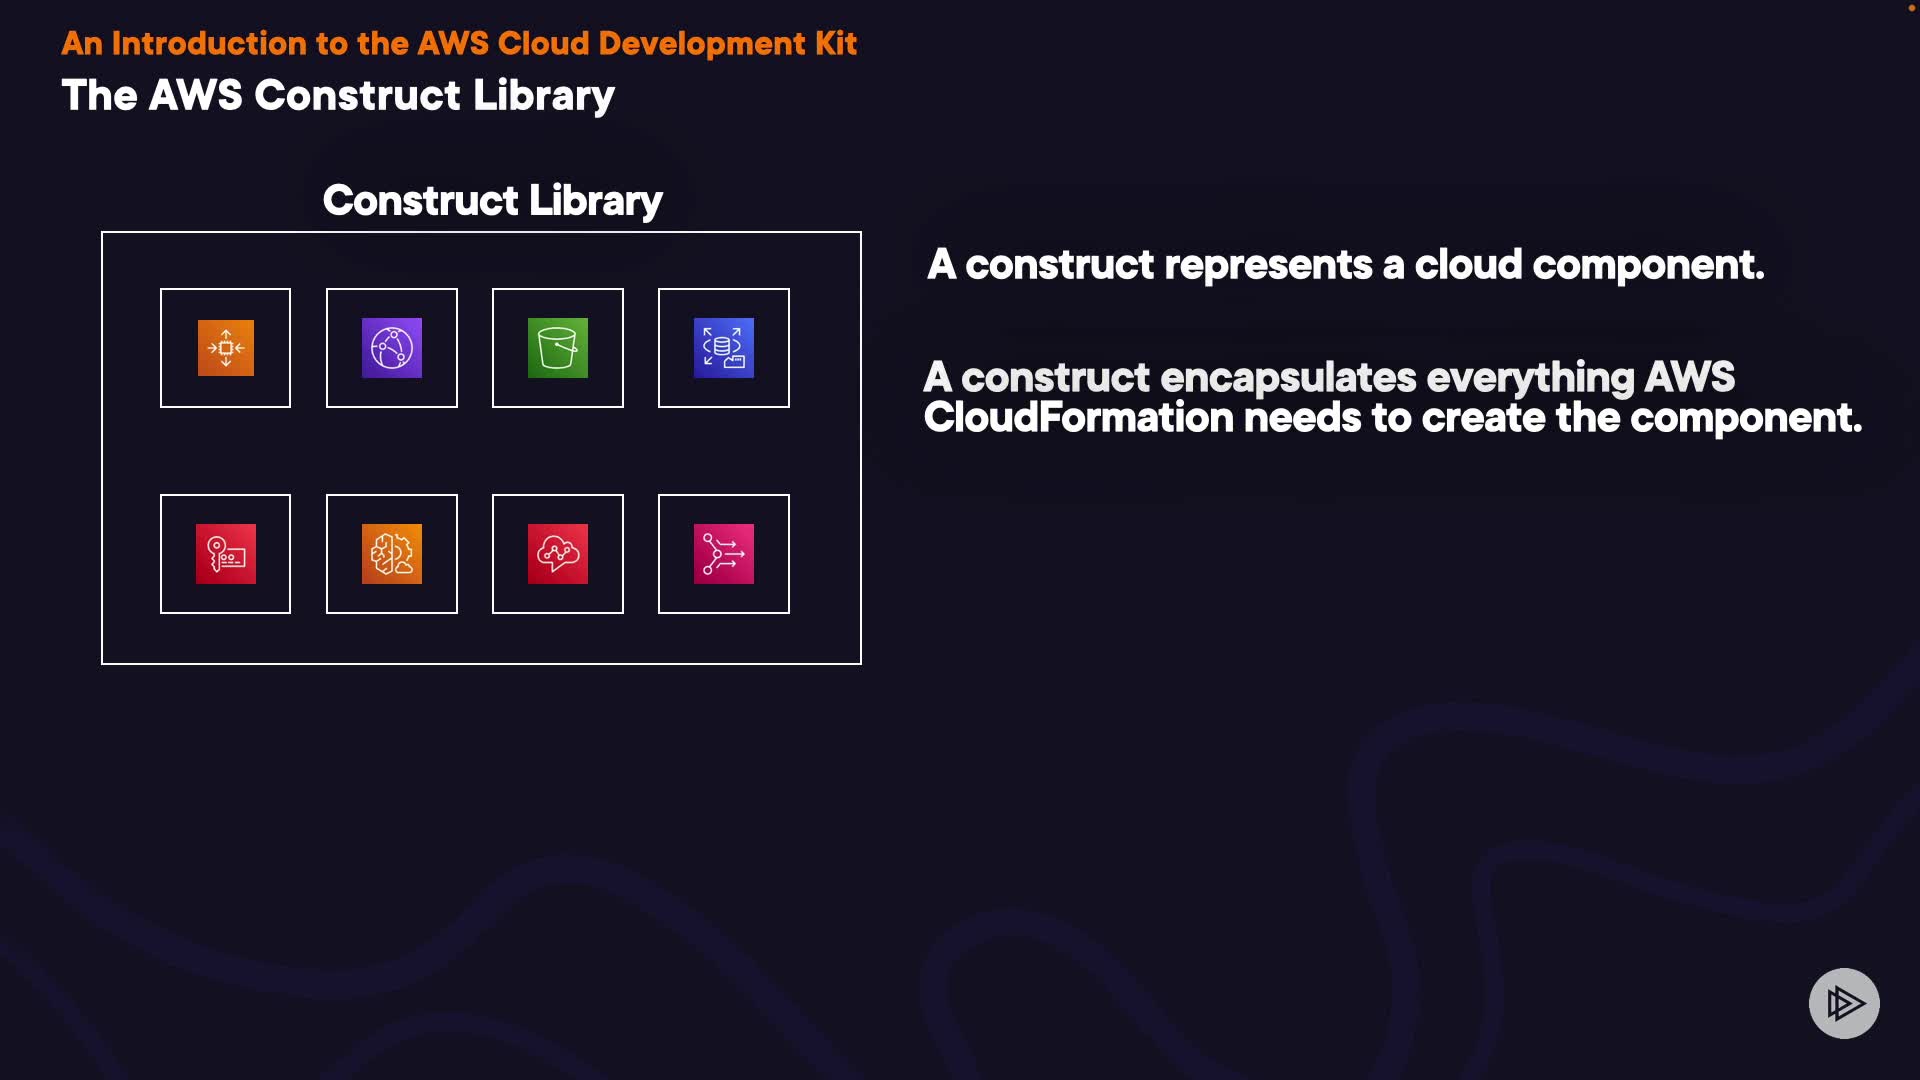 An Introduction to the AWS Cloud Development Kit
The AWS Construct Library
Construct Library
A construct represents a cloud component.
A construct encapsulates everything AWS
CloudFormation needs to create the component.